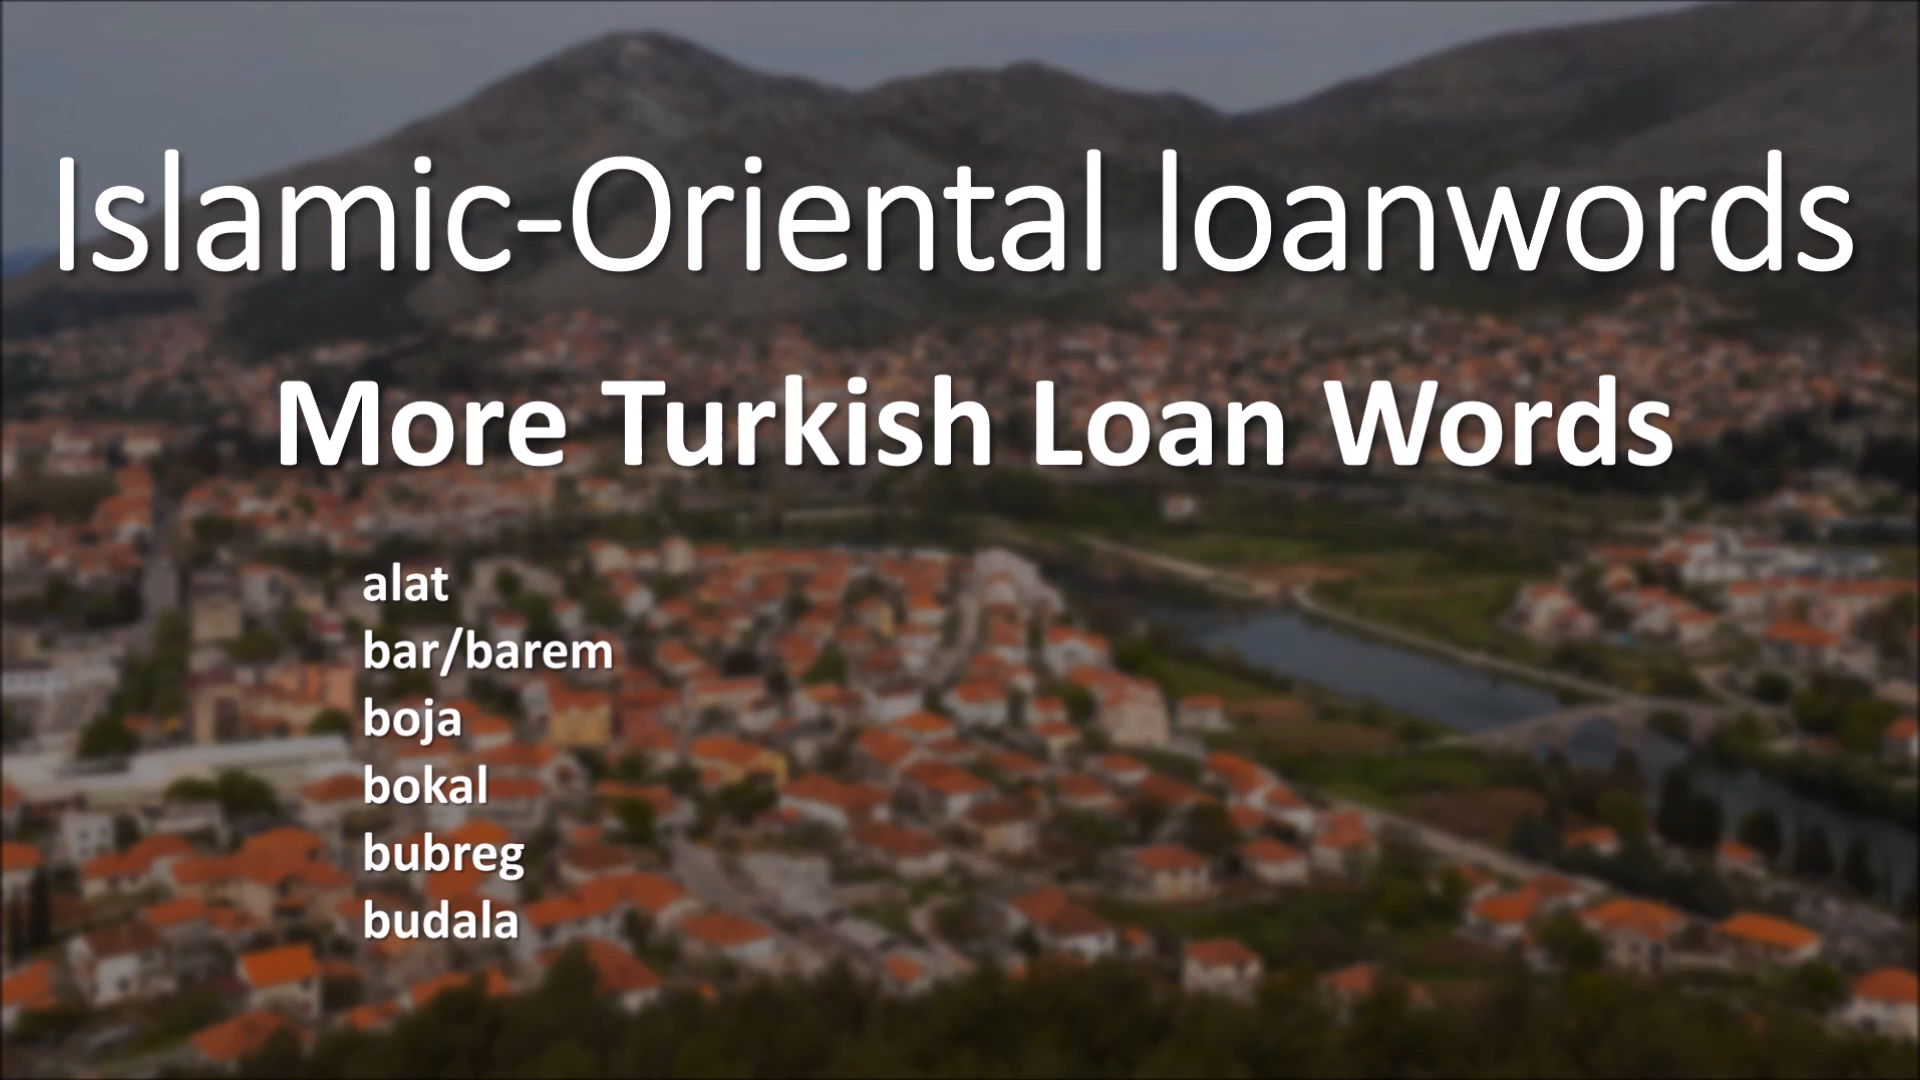 Islamic-Oriental loanwords
More Turkish Loan Words
alat
bar/barem
boja
bokal
bubreg
budala